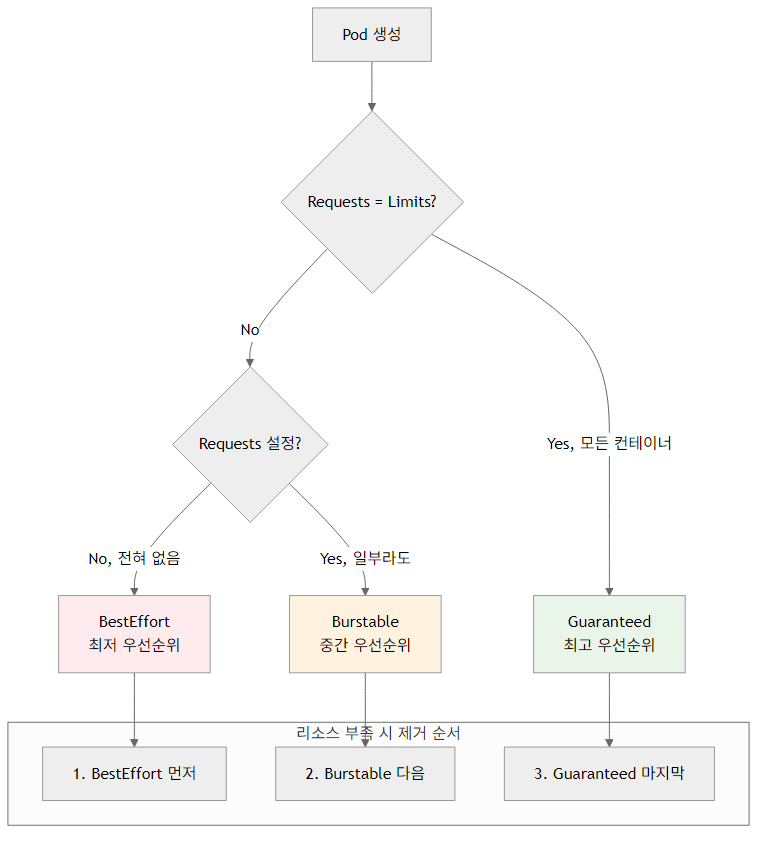 Pod 생성
Requests = Limits?
No
Requests 설정?
Yes, 모든 컨테이너
No, 전혀 없음
Yes, 일부라도
BestEffort
최저 우선순위
Burstable
중간 우선순위
Guaranteed
최고 우선순위
리소스 부족 시 제거 순서
1. BestEffort 먼저
2. Burstable 다음
3. Guaranteed 마지막